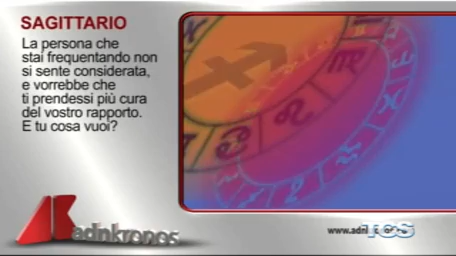 SAGITTARIO
La persona che
stai frequentando non
si sente considerata,
e vorrebbe che
ti prendessi più cura
del vostro rapporto.
E tu cosa vuoi?
adnkronos
TCS